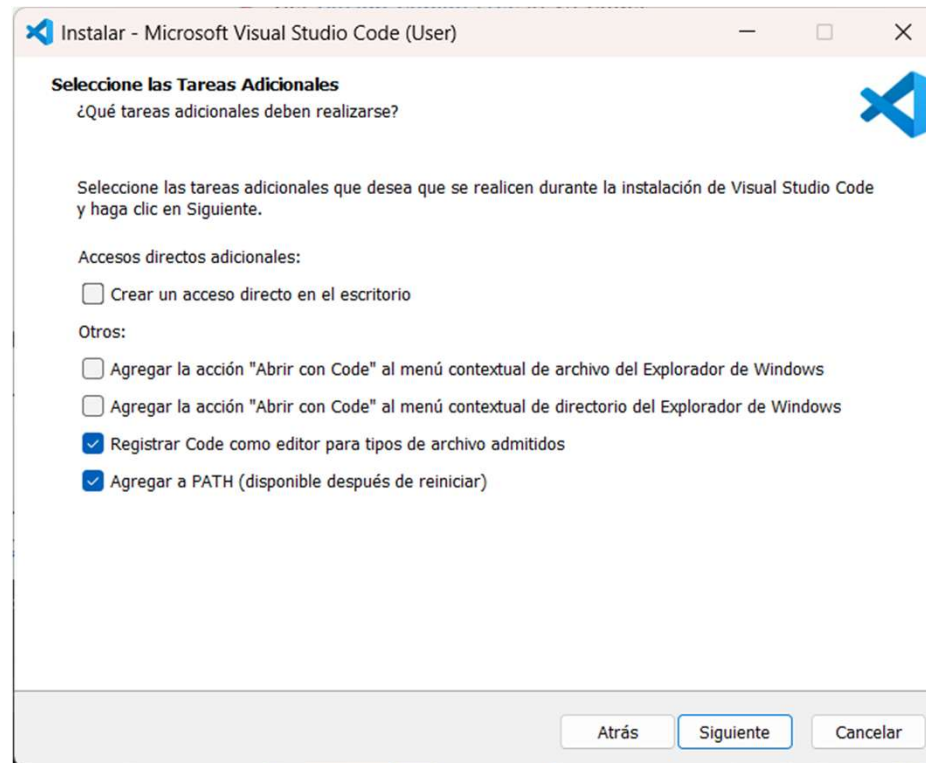 Instalar - Microsoft Visual Studio Code (User)
Seleccione las Tareas Adicionales
¿Qué tareas adicionales deben realizarse?
Seleccione las tareas adicionales que desea que se realicen durante la instalación de Visual Studio Code
y haga clic en Siguiente.
Accesos directos adicionales:
Crear un acceso directo en el escritorio
Otros:
Agregar la acción "Abrir con Code" al menú contextual de archivo del Explorador de Windows
Agregar la acción "Abrir con Code" al menú contextual de directorio del Explorador de Windows
Registrar Code como editor para tipos de archivo admitidos
Agregar a PATH (disponible después de reiniciar)
Atrás Siguiente Cancelar